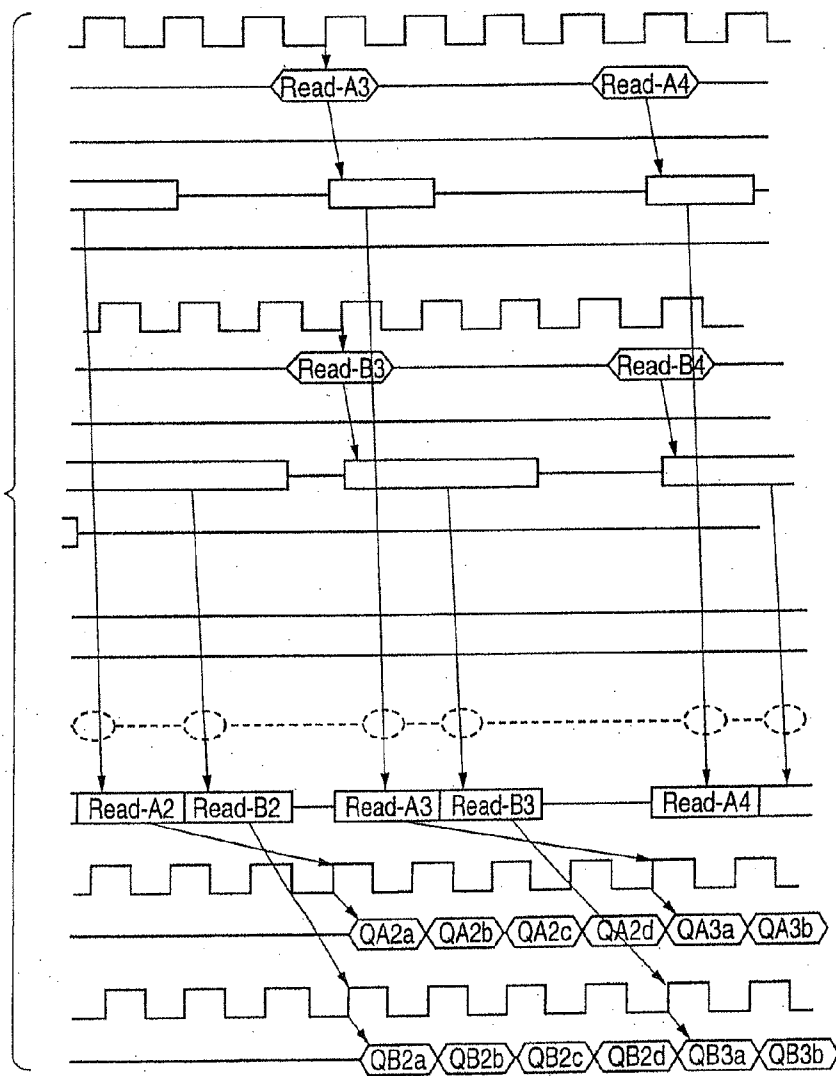 Read-A3 Read-A4
Read-B3 Read-B4
Read-A2 Read-B2 Read-A3 Read-B3 Read-A4
QA2a QA2b QA2c QA2d QA3a QA3b
QB2a QB2b QB2c QB2d QB3a QB3b